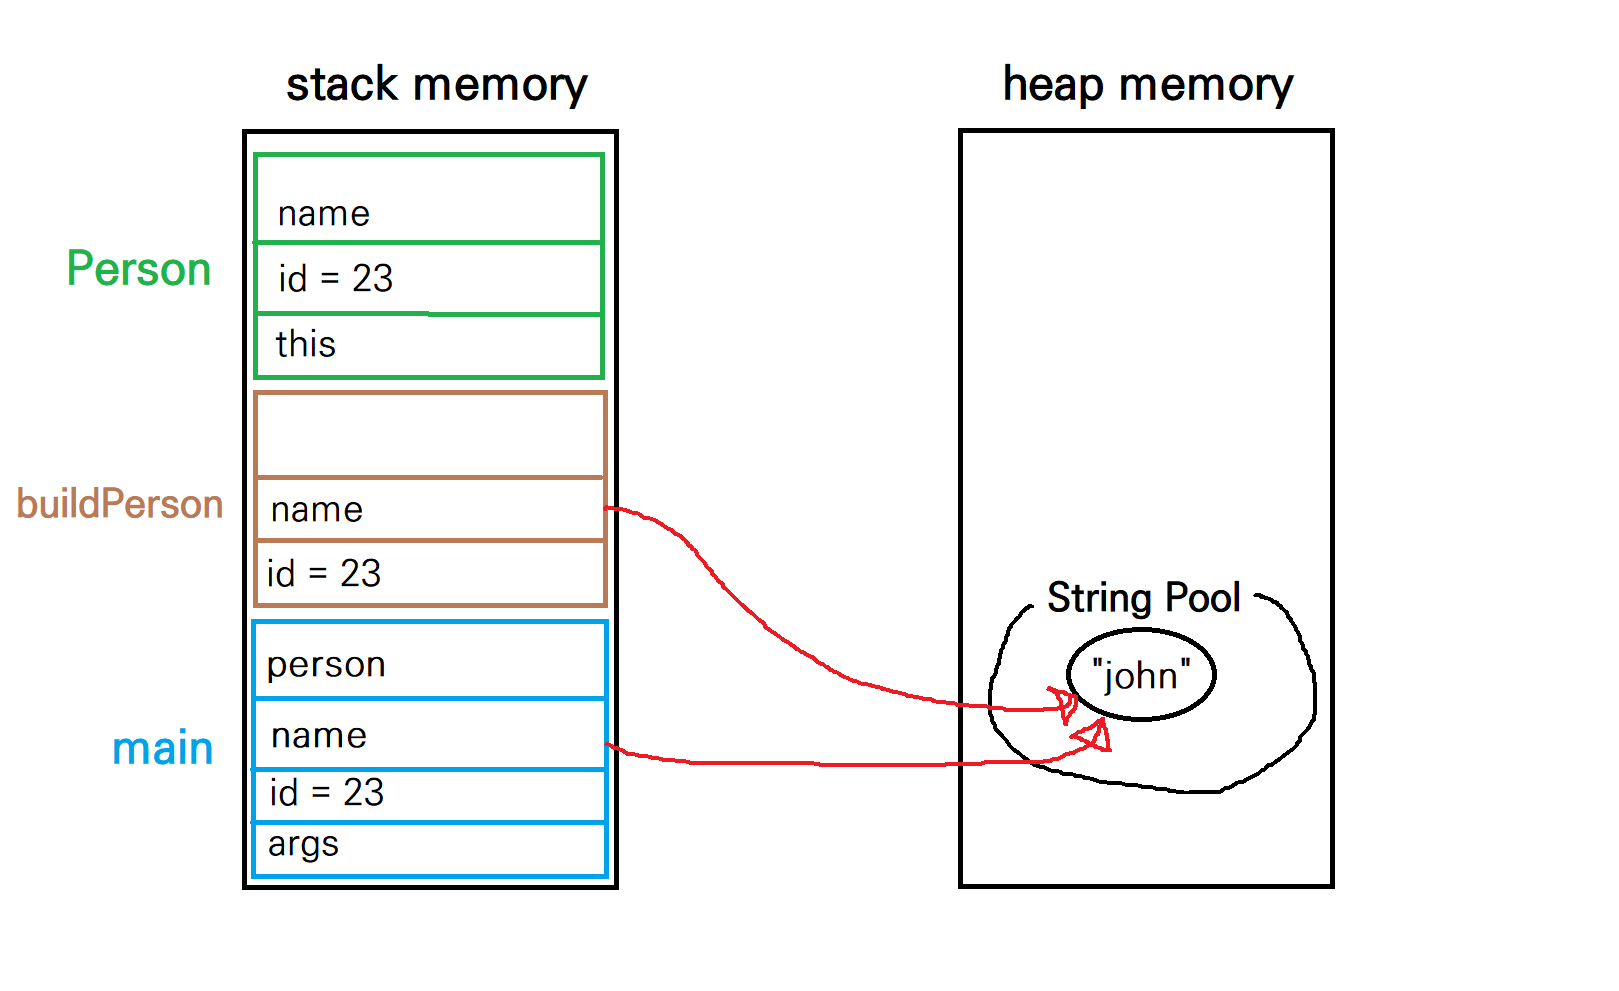 stack memory
heap memory
Person
name
id = 23
this
buildPerson
name
id = 23
main
person
name
id = 23
args
String Pool
"john"